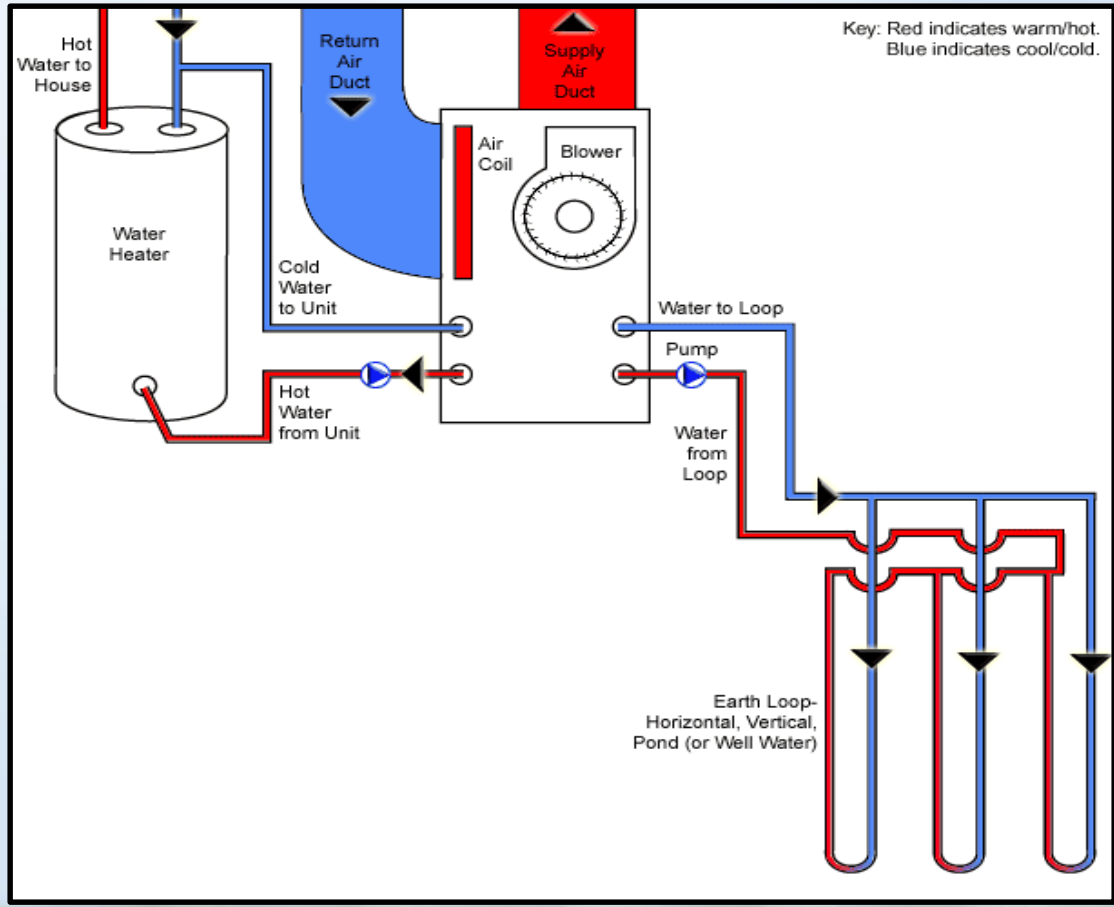 Key: Red indicates warm/hot.
Blue indicates cool/cold.
Hot
Water to
House
Return
Air
Duct
Supply
Air
Duct
Air
Coil
Blower
Water
Heater
Cold
Water
to Unit
Water to Loop
Pump
Hot
Water
from Unit
Water
from
Loop
Earth Loop-
Horizontal, Vertical,
Pond (or Well Water)